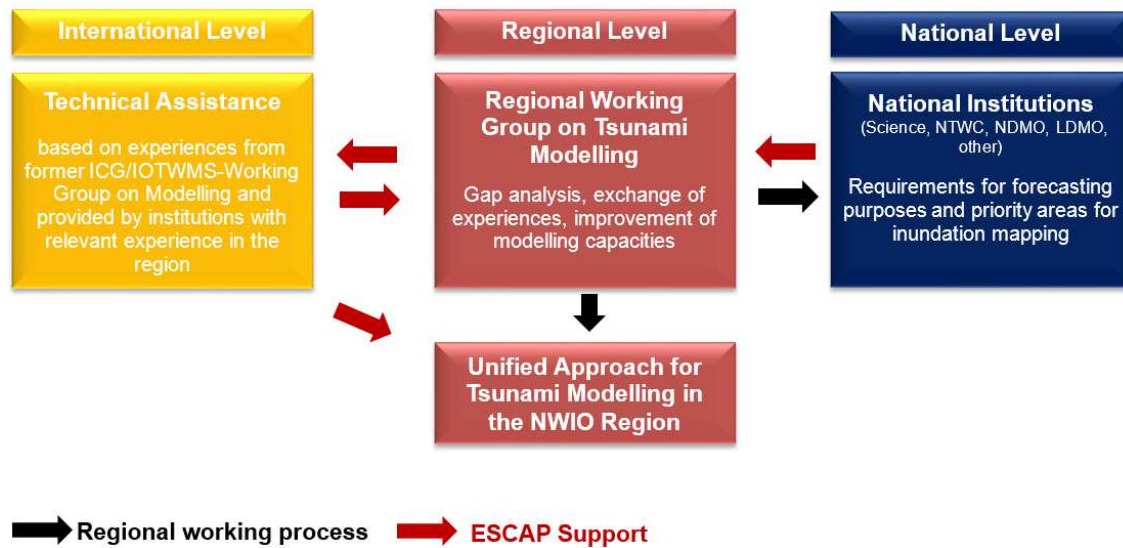 International Level
Technical Assistance
based on experiences from
former ICG/IOTWMS-Working
Group on Modelling and
provided by institutions with
relevant experience in the
region
Regional Level
Regional Working
Group on Tsunami
Modelling
Gap analysis, exchange of
experiences, improvement of
modelling capacities
National Level
National Institutions
(Science, NTWC, NDMO, LDMO,
other)
Requirements for forecasting
purposes and priority areas for
inundation mapping
Unified Approach for
Tsunami Modelling in
the NWIO Region
Regional working process
ESCAP Support